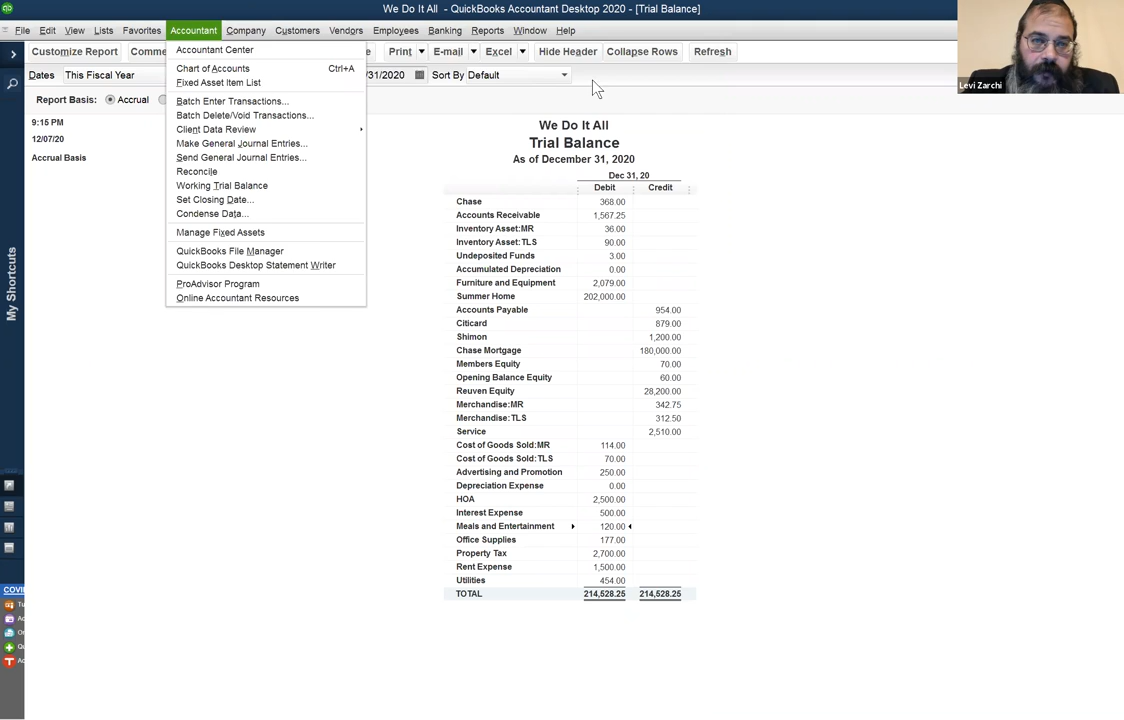 We Do It All - QuickBooks Accountant Desktop 2020 - [Trial Balance]
File Edit View Lists Favorites Accountant Company Customers Vendors Employees Banking Reports Window Help
Customize Report Comme e Print E-mail Excel Hide Header Collapse Rows Refresh
Dates This Fiscal Year /31/2020 Sort By Default
Report Basis: Accrual
9:15 PM
12/07/20
Accrual Basis
Accountant Center
Chart of Accounts Ctrl+A
Fixed Asset Item List
Batch Enter Transactions...
Batch Delete/Void Transactions...
Client Data Review
Make General Journal Entries...
Send General Journal Entries...
Reconcile
Working Trial Balance
Set Closing Date...
Condense Data...
Manage Fixed Assets
QuickBooks File Manager
QuickBooks Desktop Statement Writer
ProAdvisor Program
Online Accountant Resources
My Shortcuts
COVI
Tu
Ac
On
Qu
Ac
We Do It All
Trial Balance
As of December 31, 2020
Dec 31, 20
Debit Credit
Chase 368.00
Accounts Receivable 1,567.25
Inventory Asset:MR 36.00
Inventory Asset:TLS 90.00
Undeposited Funds 3.00
Accumulated Depreciation 0.00
Furniture and Equipment 2,079.00
Summer Home 202,000.00
Accounts Payable 954.00
Citicard 879.00
Shimon 1,200.00
Chase Mortgage 180,000.00
Members Equity 70.00
Opening Balance Equity 60.00
Reuven Equity 28,200.00
Merchandise:MR 342.75
Merchandise:TLS 312.50
Service 2,510.00
Cost of Goods Sold:MR 114.00
Cost of Goods Sold:TLS 70.00
Advertising and Promotion 250.00
Depreciation Expense 0.00
HOA 2,500.00
Interest Expense 500.00
Meals and Entertainment 120.00
Office Supplies 177.00
Property Tax 2,700.00
Rent Expense 1,500.00
Utilities 454.00
TOTAL 214,528.25 214,528.25
Levi Zarchi